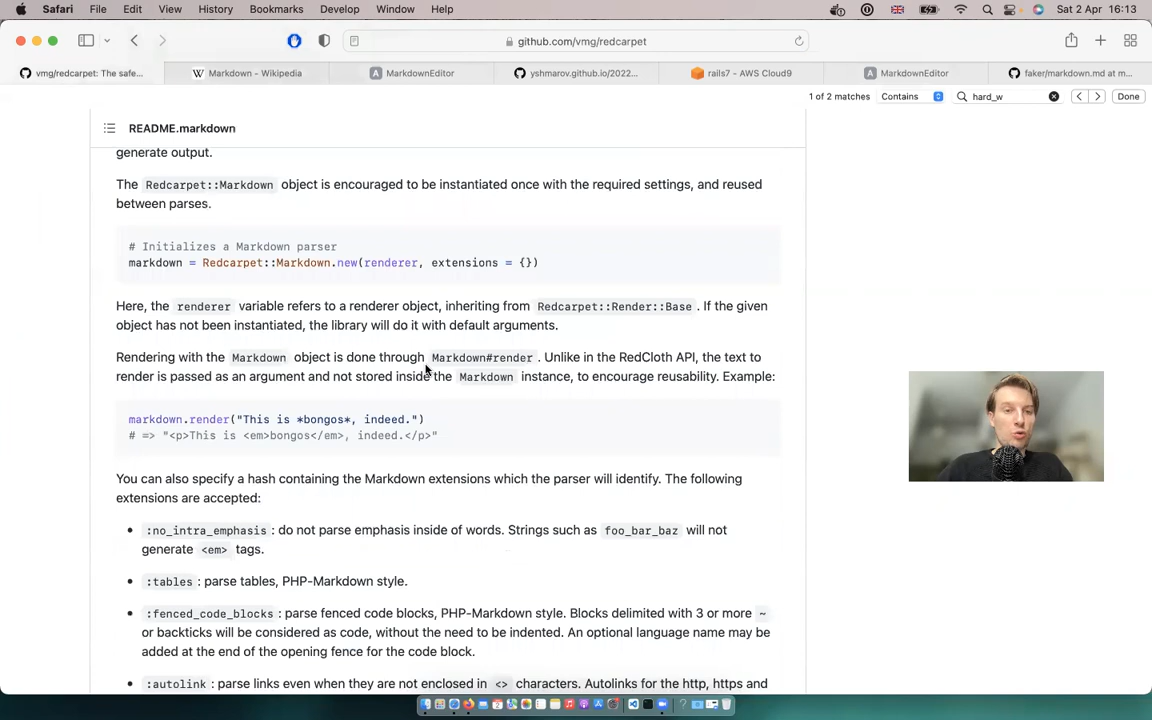 Safari File Edit View History Bookmarks Develop Window Help Sat 2 Apr 16:13
github.com/vmg/redcarpet
vmg/redcarpet: The safe... Markdown - Wikipedia MarkdownEditor yshmarov.github.io/2022... rails7 - AWS Cloud9 MarkdownEditor faker/markdown.md at m...
1 of 2 matches Contains hard_w Done
README.markdown
generate output.
The Redcarpet::Markdown object is encouraged to be instantiated once with the required settings, and reused
between parses.
# Initializes a Markdown parser
markdown = Redcarpet::Markdown.new(renderer, extensions = {})
Here, the renderer variable refers to a renderer object, inheriting from Redcarpet::Render::Base . If the given
object has not been instantiated, the library will do it with default arguments.
Rendering with the Markdown object is done through Markdown#render . Unlike in the RedCloth API, the text to
render is passed as an argument and not stored inside the Markdown instance, to encourage reusability. Example:
markdown.render("This is *bongos*, indeed.")
# => "<p>This is <em>bongos</em>, indeed.</p>"
You can also specify a hash containing the Markdown extensions which the parser will identify. The following
extensions are accepted:
• :no_intra_emphasis : do not parse emphasis inside of words. Strings such as foo_bar_baz will not
generate <em> tags.
• :tables : parse tables, PHP-Markdown style.
• :fenced_code_blocks : parse fenced code blocks, PHP-Markdown style. Blocks delimited with 3 or more ~
or backticks will be considered as code, without the need to be indented. An optional language name may be
added at the end of the opening fence for the code block.
• :autolink : parse links even when they are not enclosed in <> characters. Autolinks for the http, https and